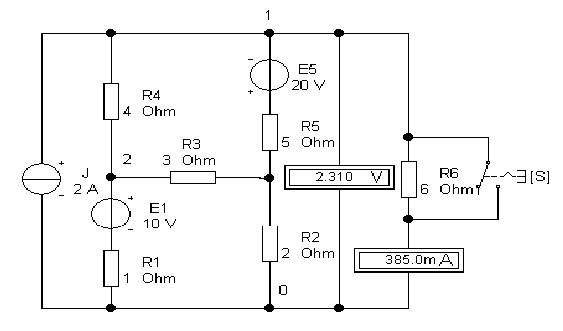 1
E5
20 V
R4
4 Ohm
R5
5 Ohm
R3
3 Ohm
2
J
2 A
2.310 V
R6
6 Ohm
[S]
E1
10 V
R2
2 Ohm
R1
1 Ohm
385.0mA
0
+
-
+
-
+
-